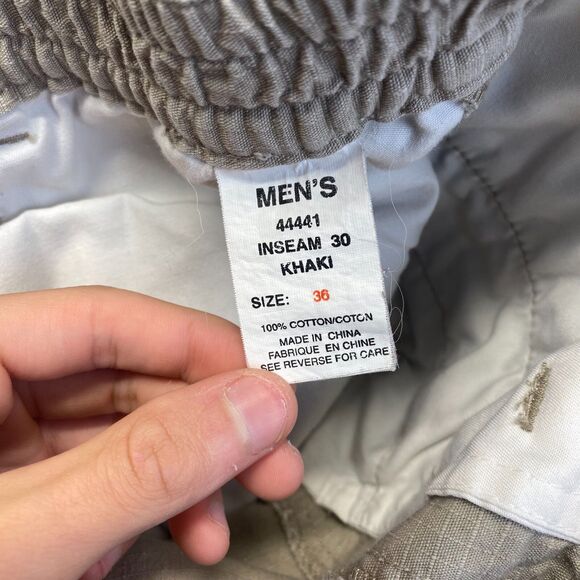 MEN'S
44441
INSEAM 30
KHAKI
SIZE: 36
100% COTTON/COTON
MADE IN CHINA
FABRIQUE EN CHINE
SEE REVERSE FOR CARE